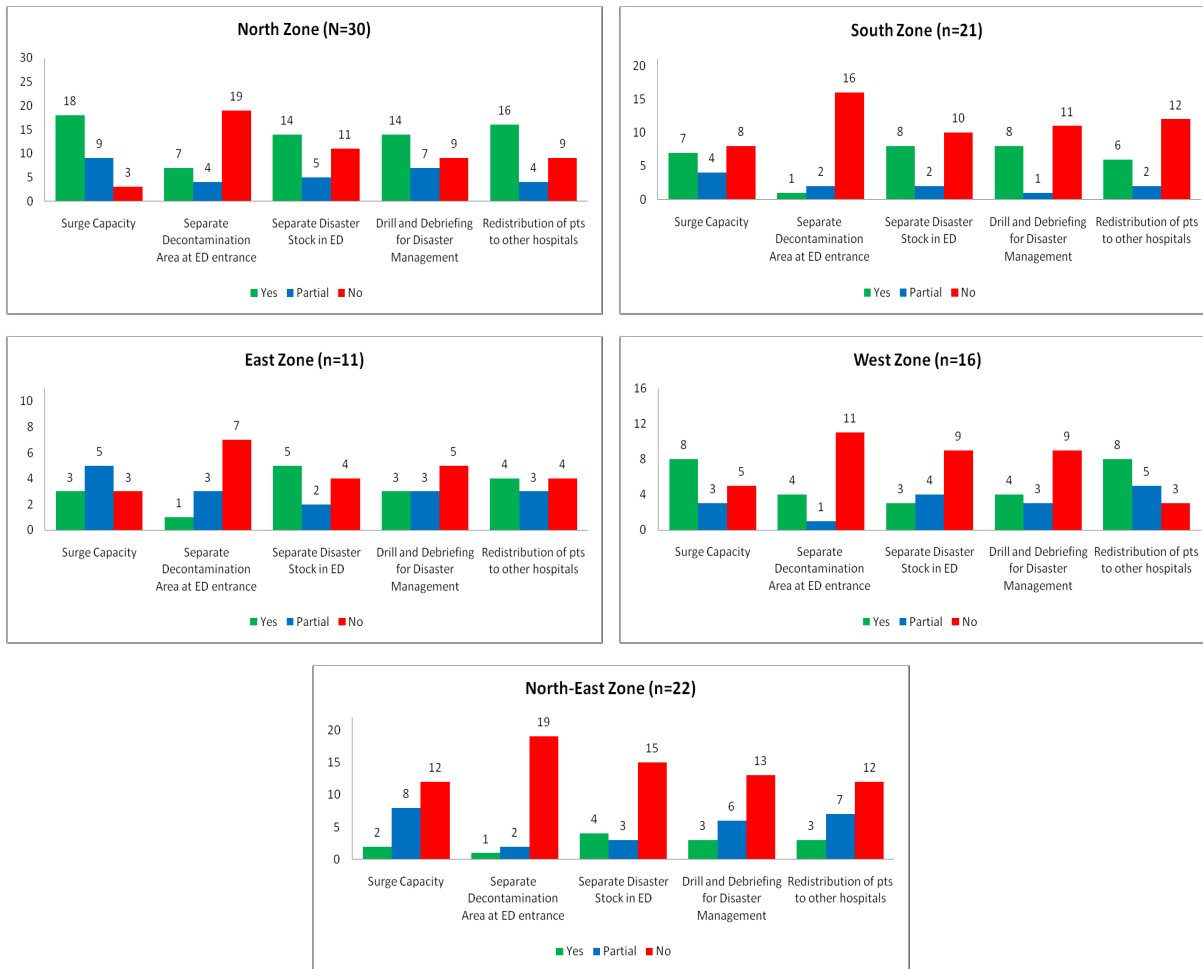 North Zone (N=30)
30
25
20
15
10
5
0
18
9
3
7
4
19
14
5
11
14
7
9
16
4
9
Surge Capacity
Separate
Decontamination
Area at ED entrance
Separate Disaster
Stock in ED
Drill and Debriefing
for Disaster
Management
Redistribution of pts
to other hospitals
Yes Partial No
South Zone (n=21)
20
15
10
5
0
7
4
8
1
2
16
8
2
10
8
1
11
6
2
12
Surge Capacity
Separate
Decontamination
Area at ED entrance
Separate Disaster
Stock in ED
Drill and Debriefing
for Disaster
Management
Redistribution of pts
to other hospitals
Yes Partial No
East Zone (n=11)
10
8
6
4
2
0
3
5
3
1
3
7
5
2
4
3
3
5
4
3
4
Surge Capacity
Separate
Decontamination
Area at ED entrance
Separate Disaster
Stock in ED
Drill and Debriefing
for Disaster
Management
Redistribution of pts
to other hospitals
Yes Partial No
West Zone (n=16)
16
12
8
4
0
8
3
5
4
1
11
3
4
9
4
3
9
8
5
3
Surge Capacity
Separate
Decontamination
Area at ED entrance
Separate Disaster
Stock in ED
Drill and Debriefing
for Disaster
Management
Redistribution of pts
to other hospitals
Yes Partial No
North-East Zone (n=22)
20
15
10
5
0
2
8
12
1
2
19
4
3
15
3
6
13
3
7
12
Surge Capacity
Separate
Decontamination
Area at ED entrance
Separate Disaster
Stock in ED
Drill and Debriefing
for Disaster
Management
Redistribution of pts
to other hospitals
Yes Partial No